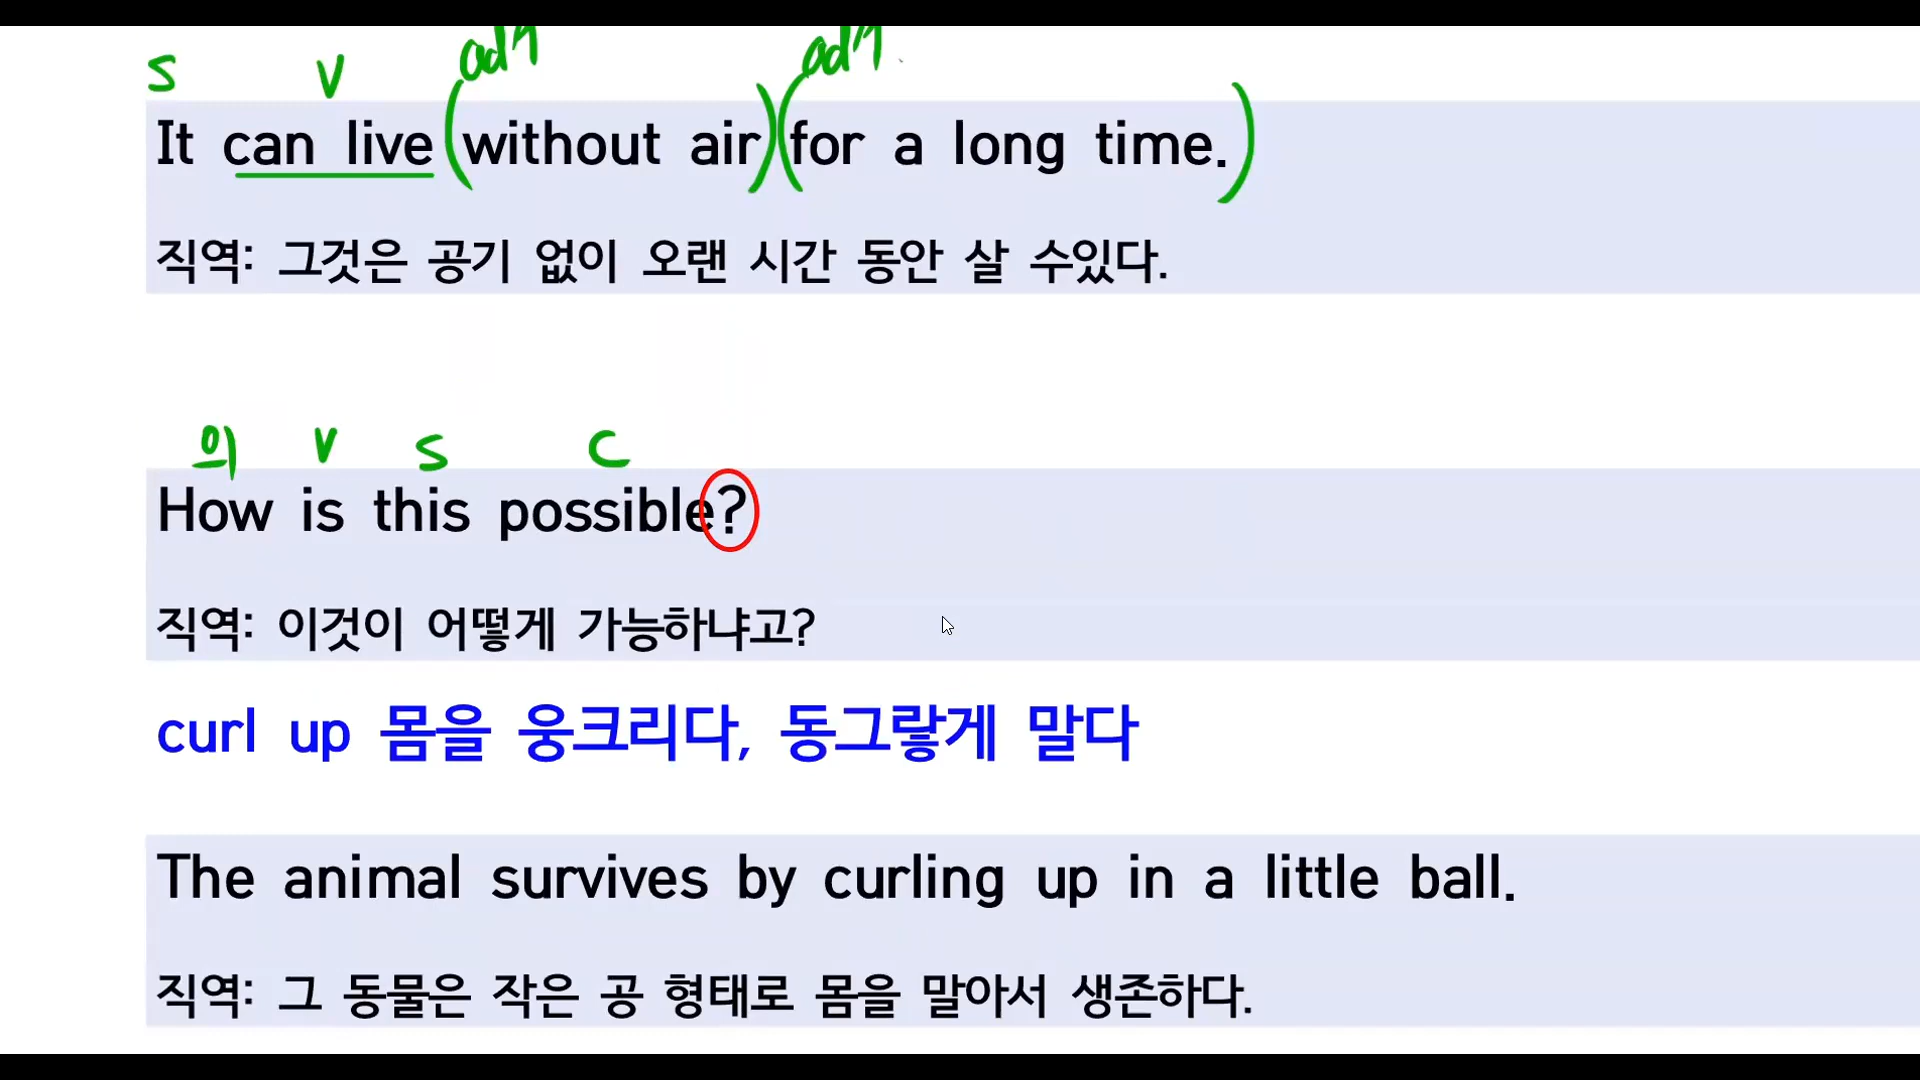 s v
It can live (without air) (for a long time.)
직역: 그것은 공기 없이 오랜 시간 동안 살 수있다.
의 v s c
How is this possible?
직역: 이것이 어떻게 가능하냐고?
curl up 몸을 웅크리다, 동그랗게 말다
The animal survives by curling up in a little ball.
직역: 그 동물은 작은 공 형태로 몸을 말아서 생존하다.